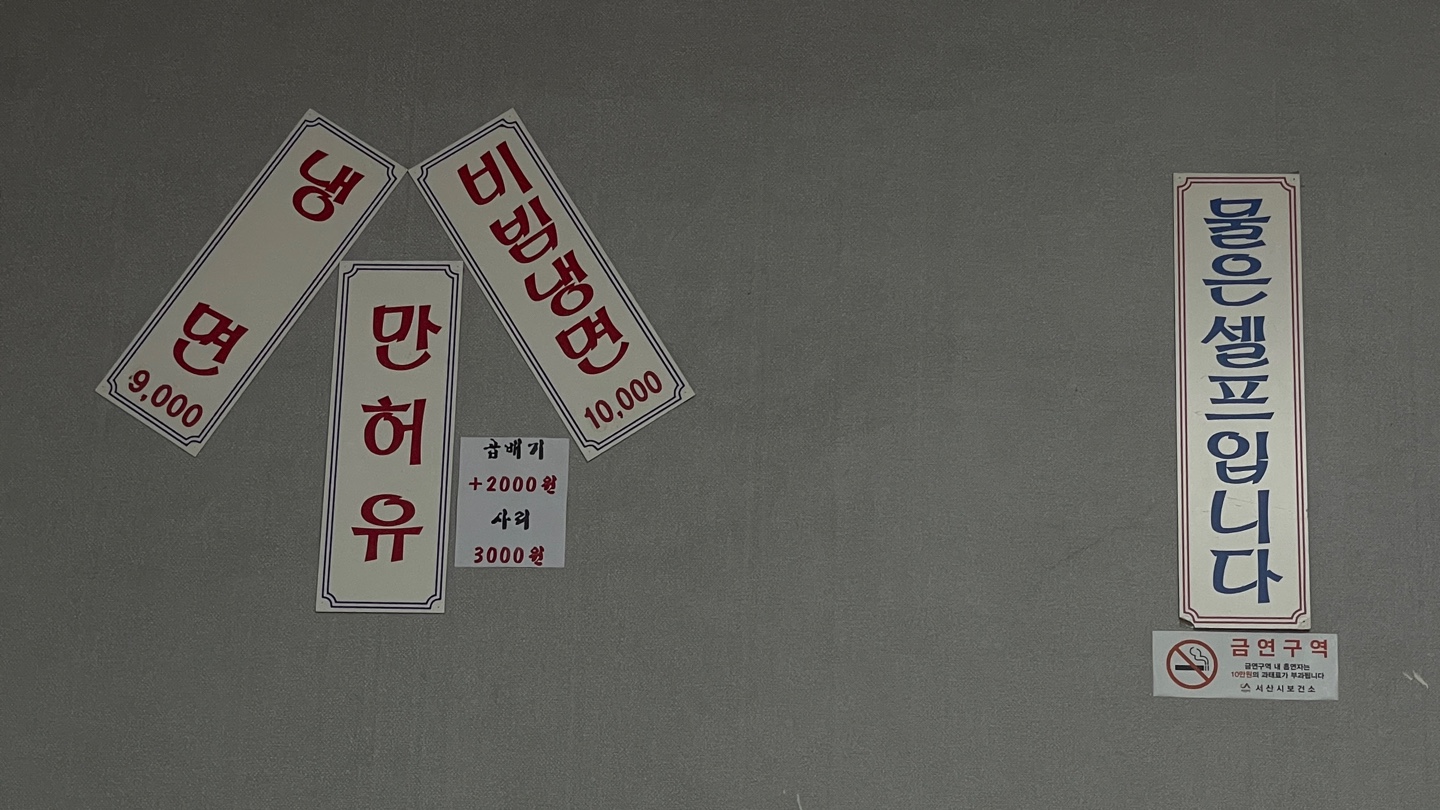 냉면
9,000
비빔냉면
10,000
만허유
곱배기
+2000원
사리
3000원
물은셀프입니다
금연구역
금연구역 내 흡연자는
10만원의 과태료가 부과됩니다
서산시보건소